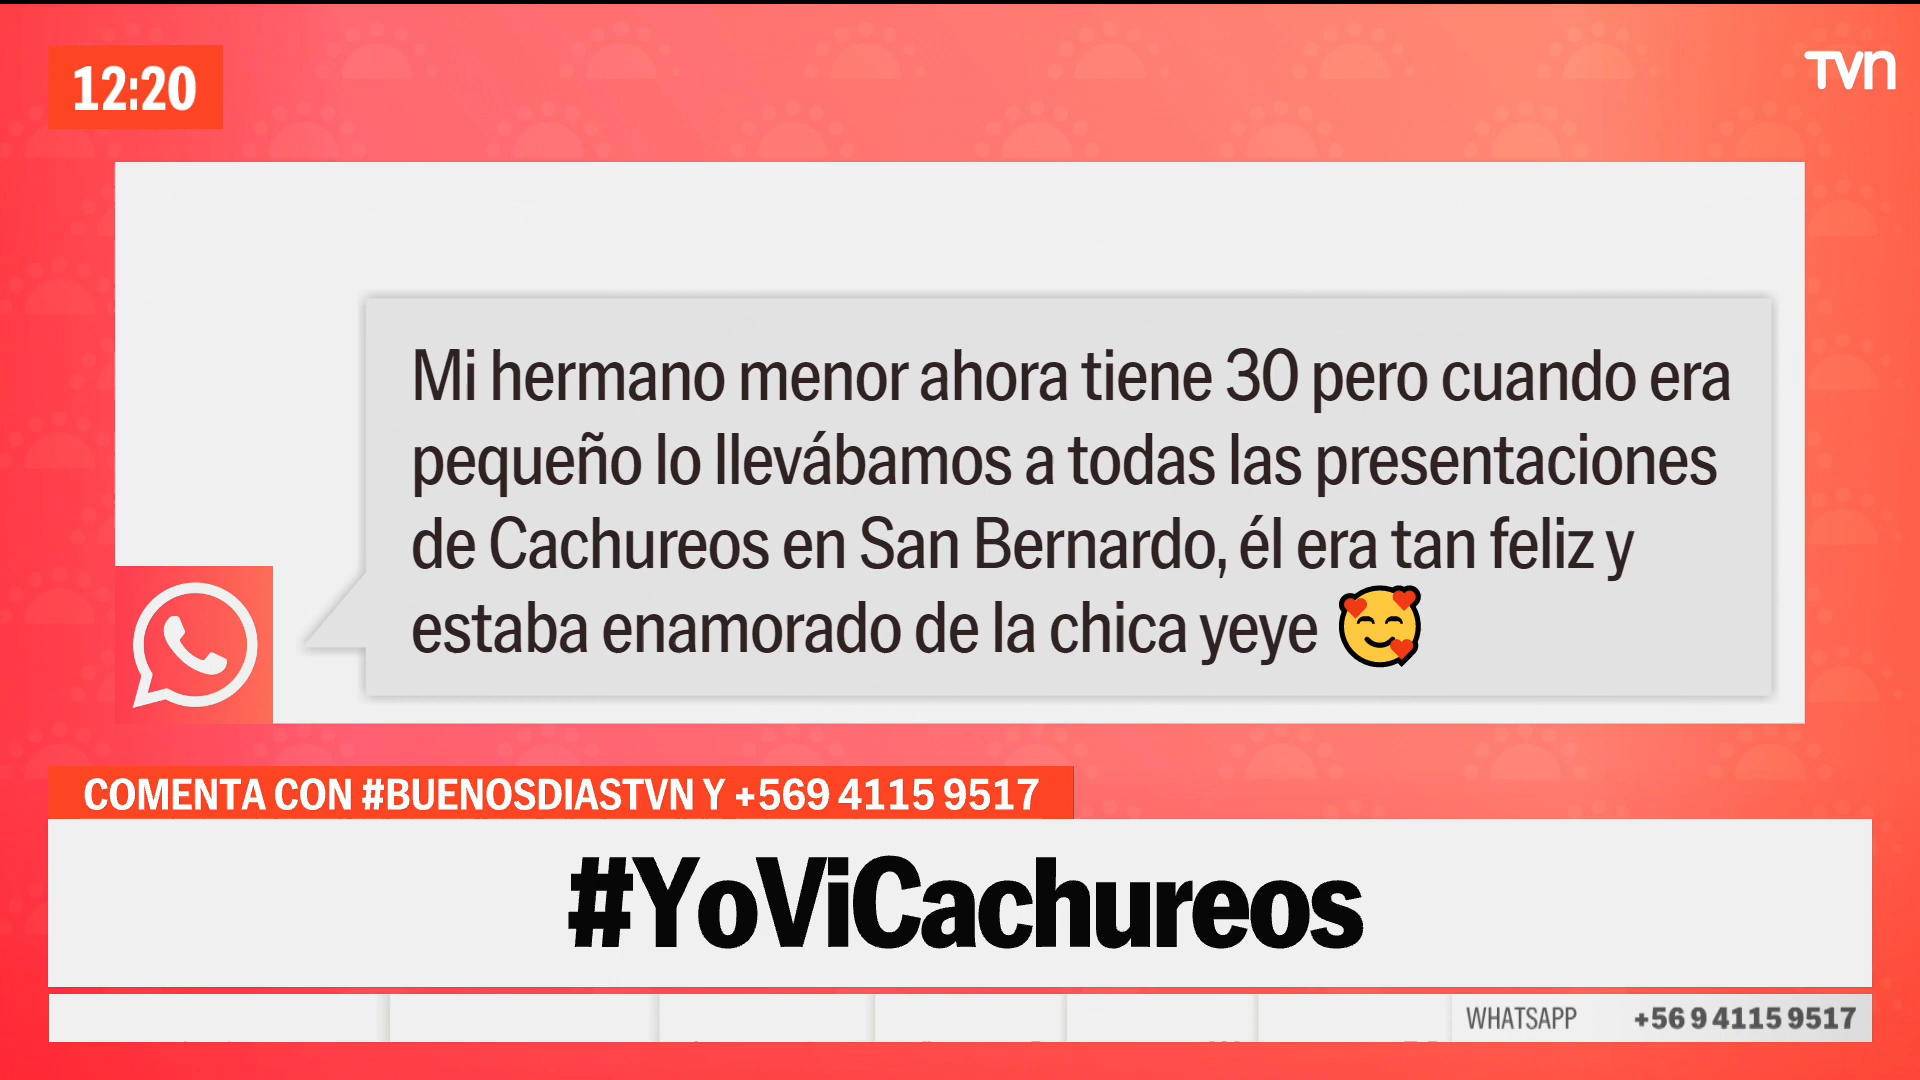 12:20
TVN
Mi hermano menor ahora tiene 30 pero cuando era
pequeño lo llevábamos a todas las presentaciones
de Cachureos en San Bernardo, él era tan feliz y
estaba enamorado de la chica yeye 🥰
COMENTA CON #BUENOSDIASTVN Y +569 4115 9517
#YoViCachureos
WHATSAPP +56 9 4115 9517